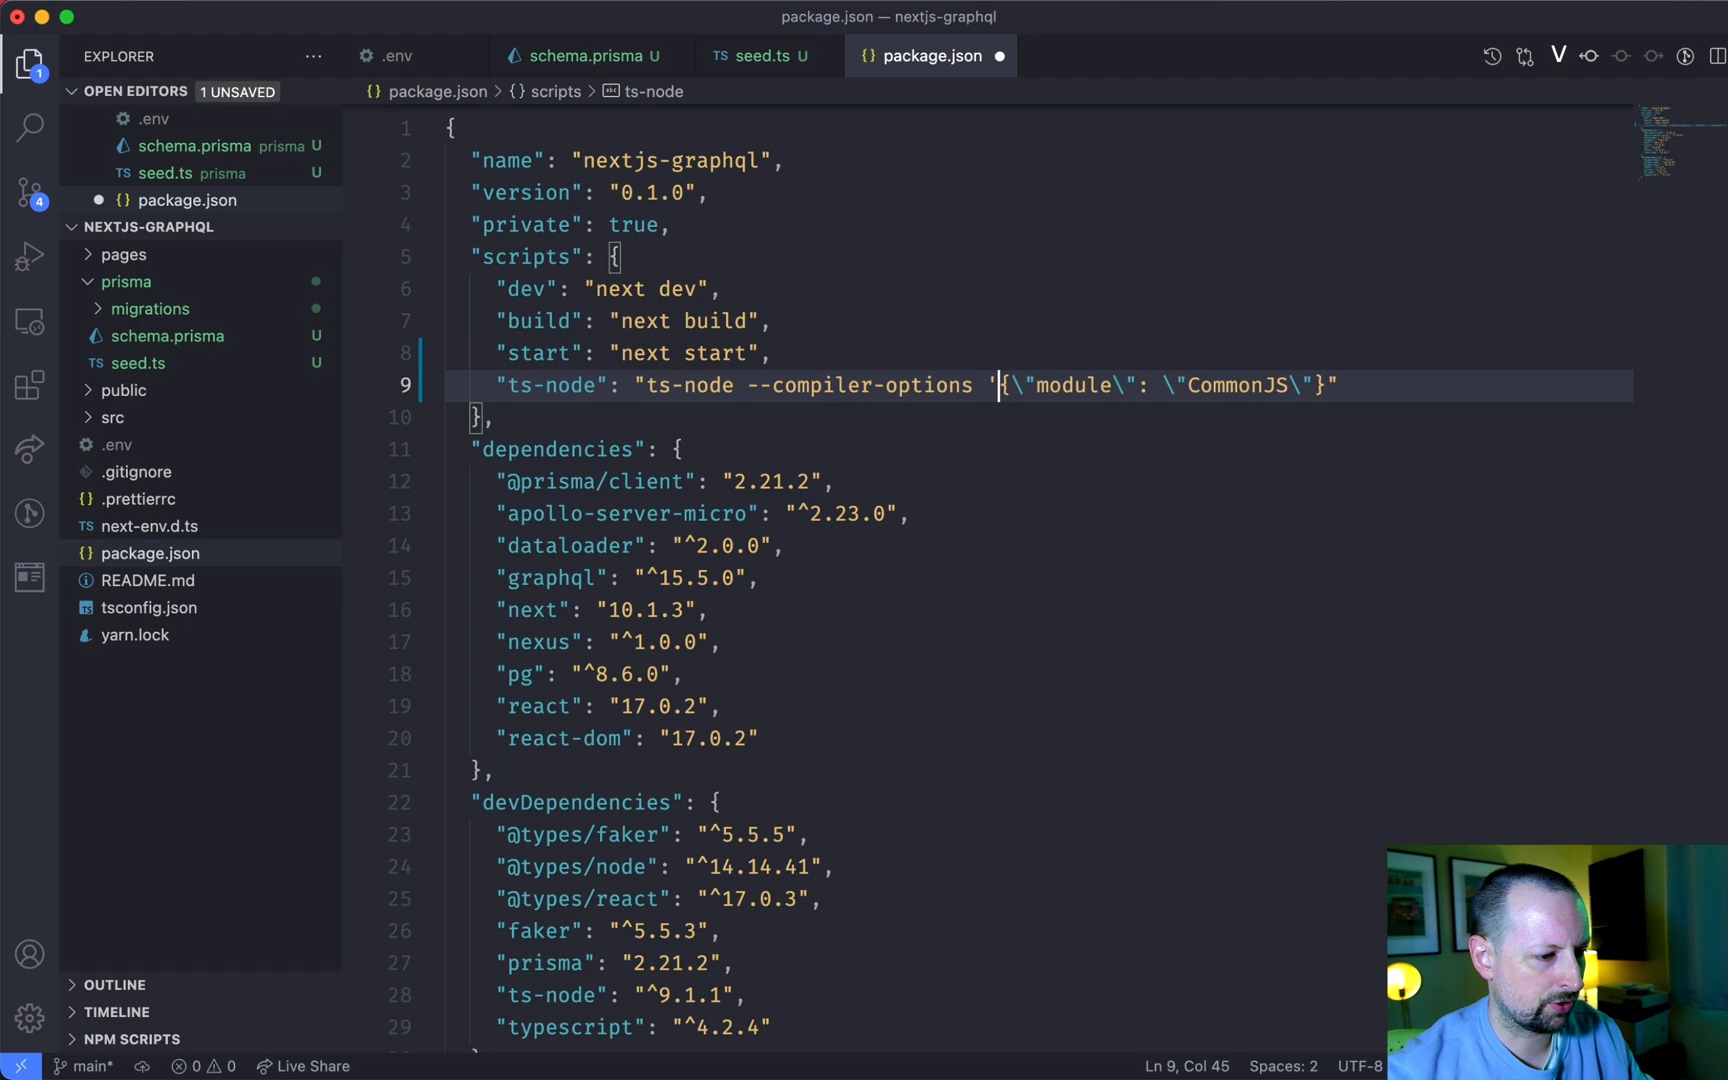 package.json — nextjs-graphql
EXPLORER
.env
schema.prisma U
TS seed.ts U
{} package.json
OPEN EDITORS 1 UNSAVED
.env
schema.prisma prisma U
TS seed.ts prisma U
{} package.json
NEXTJS-GRAPHQL
pages
prisma
migrations
schema.prisma U
TS seed.ts U
public
src
.env
.gitignore
{} .prettierrc
TS next-env.d.ts
{} package.json
README.md
tsconfig.json
yarn.lock
OUTLINE
TIMELINE
NPM SCRIPTS
1
4
{} package.json > {} scripts > abc ts-node
1 {
2 "name": "nextjs-graphql",
3 "version": "0.1.0",
4 "private": true,
5 "scripts": {
6 "dev": "next dev",
7 "build": "next build",
8 "start": "next start",
9 "ts-node": "ts-node --compiler-options '{\"module\": \"CommonJS\"}"
10 },
11 "dependencies": {
12 "@prisma/client": "2.21.2",
13 "apollo-server-micro": "^2.23.0",
14 "dataloader": "^2.0.0",
15 "graphql": "^15.5.0",
16 "next": "10.1.3",
17 "nexus": "^1.0.0",
18 "pg": "^8.6.0",
19 "react": "17.0.2",
20 "react-dom": "17.0.2"
21 },
22 "devDependencies": {
23 "@types/faker": "^5.5.5",
24 "@types/node": "^14.14.41",
25 "@types/react": "^17.0.3",
26 "faker": "^5.5.3",
27 "prisma": "2.21.2",
28 "ts-node": "^9.1.1",
29 "typescript": "^4.2.4"
main* 0 0 Live Share
Ln 9, Col 45 Spaces: 2 UTF-8